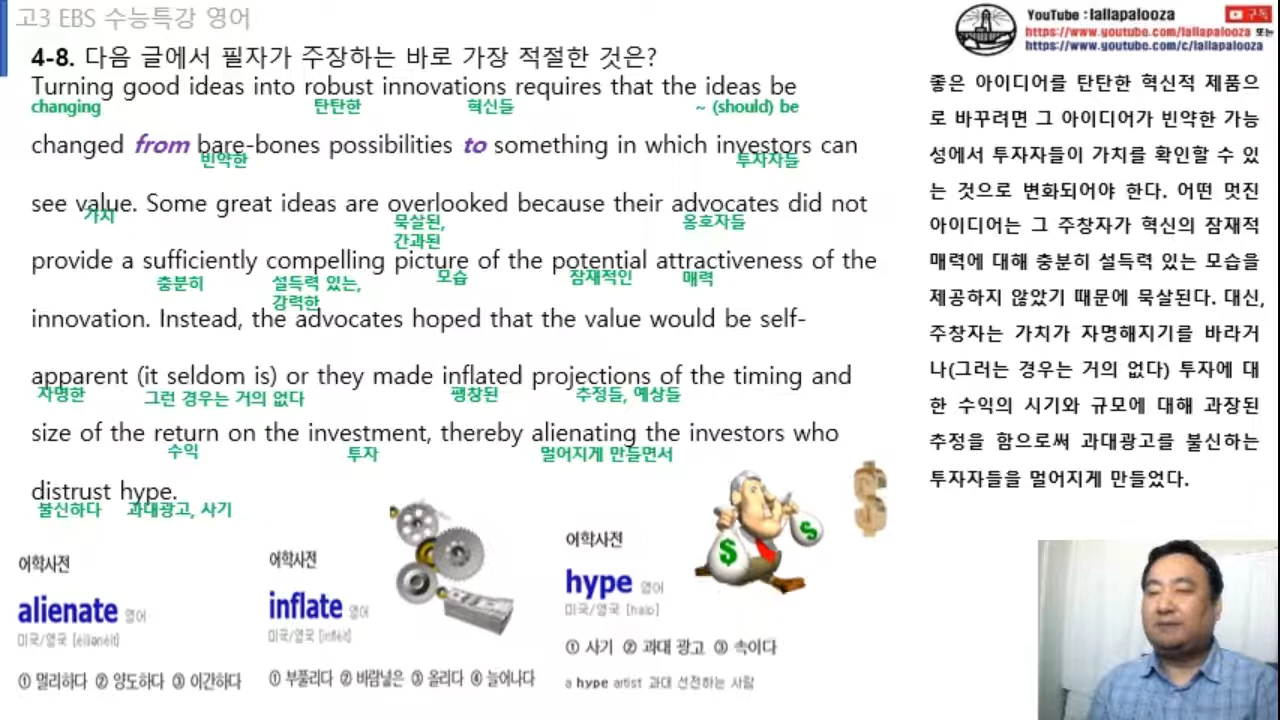 고3 EBS 수능특강 영어
4-8. 다음 글에서 필자가 주장하는 바로 가장 적절한 것은?
Turning good ideas into robust innovations requires that the ideas be
changing 탄탄한 혁신들 ~ (should) be
changed from bare-bones possibilities to something in which investors can
빈약한 투자자들
see value. Some great ideas are overlooked because their advocates did not
가치 묵살된, 옹호자들
간과된
provide a sufficiently compelling picture of the potential attractiveness of the
충분히 설득력 있는, 모습 잠재적인 매력
강력한
innovation. Instead, the advocates hoped that the value would be self-
apparent (it seldom is) or they made inflated projections of the timing and
자명한 그런 경우는 거의 없다 팽창된 추정들, 예상들
size of the return on the investment, thereby alienating the investors who
수익 투자 멀어지게 만들면서
distrust hype.
불신하다 과대광고, 사기
어학사전
alienate 영어
미국/영국 [éiljənèit]
① 멀리하다 ② 양도하다 ③ 이간하다
어학사전
inflate 영어
미국/영국 [infléit]
① 부풀리다 ② 바람넣은 ③ 올리다 ④ 늘어나다
어학사전
hype 영어
미국/영국 [haip]
① 사기 ② 과대 광고 ③ 속이다
a hype artist 과대 선전하는 사람
$ $
$
YouTube : lallapalooza 구독
https://www.youtube.com/lallapalooza 또는
https://www.youtube.com/c/lallapalooza
좋은 아이디어를 탄탄한 혁신적 제품으
로 바꾸려면 그 아이디어가 빈약한 가능
성에서 투자자들이 가치를 확인할 수 있
는 것으로 변화되어야 한다. 어떤 멋진
아이디어는 그 주창자가 혁신의 잠재적
매력에 대해 충분히 설득력 있는 모습을
제공하지 않았기 때문에 묵살된다. 대신,
주창자는 가치가 자명해지기를 바라거
나(그러는 경우는 거의 없다) 투자에 대
한 수익의 시기와 규모에 대해 과장된
추정을 함으로써 과대광고를 불신하는
투자자들을 멀어지게 만들었다.